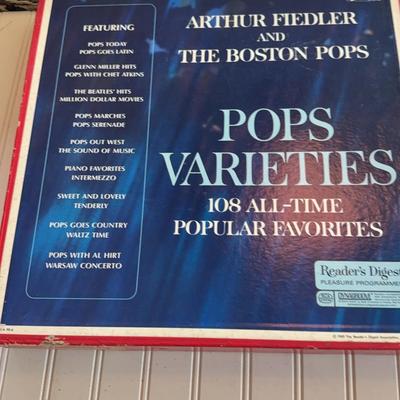 FEATURING
POPS TODAY
POPS GOES LATIN
GLENN MILLER HITS
POPS WITH CHET ATKINS
THE BEATLES' HITS
MILLION DOLLAR MOVIES
POPS MARCHES
POPS SERENADE
POPS OUT WEST
THE SOUND OF MUSIC
PIANO FAVORITES
INTERMEZZO
SWEET AND LOVELY
TENDERLY
POPS GOES COUNTRY
WALTZ TIME
POPS WITH AL HIRT
WARSAW CONCERTO
ARTHUR FIEDLER
AND
THE BOSTON POPS
POPS
VARIETIES
108 ALL-TIME
POPULAR FAVORITES
Reader's Digest
PLEASURE PROGRAMMED
DYNAGROOVE